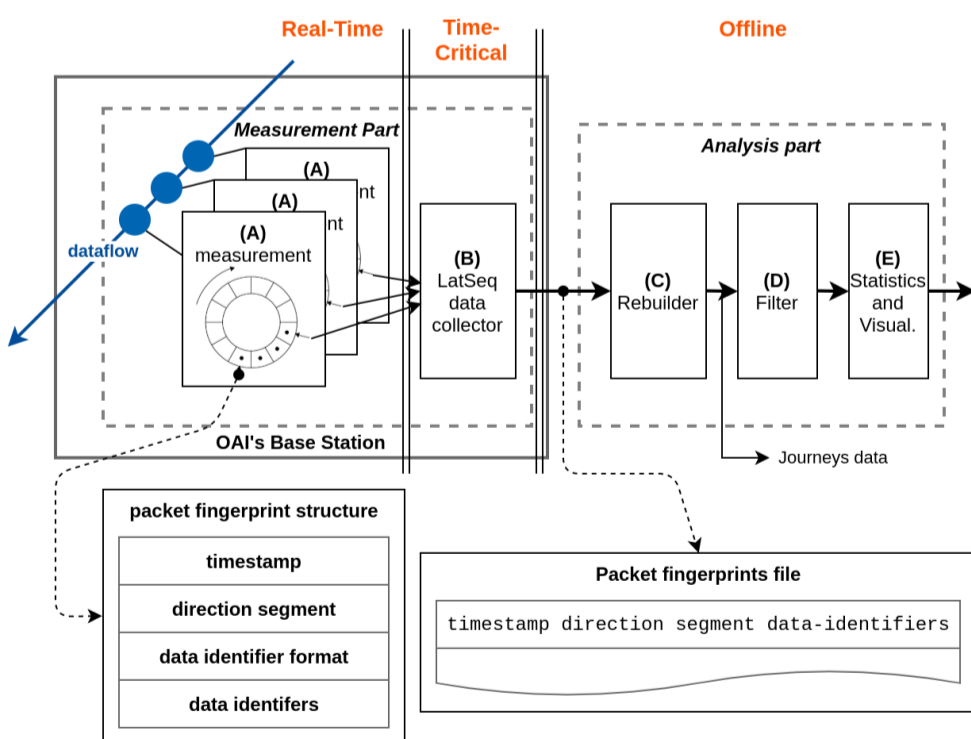 Real-Time
Time-
Critical
Offline
Measurement Part
Analysis part
(A)
nt
(A)
nt
(A)
measurement
dataflow
(B)
LatSeq
data
collector
(C)
Rebuilder
(D)
Filter
(E)
Statistics
and
Visual.
OAI's Base Station
Journeys data
packet fingerprint structure
timestamp
direction segment
data identifier format
data identifers
Packet fingerprints file
timestamp direction segment data-identifiers